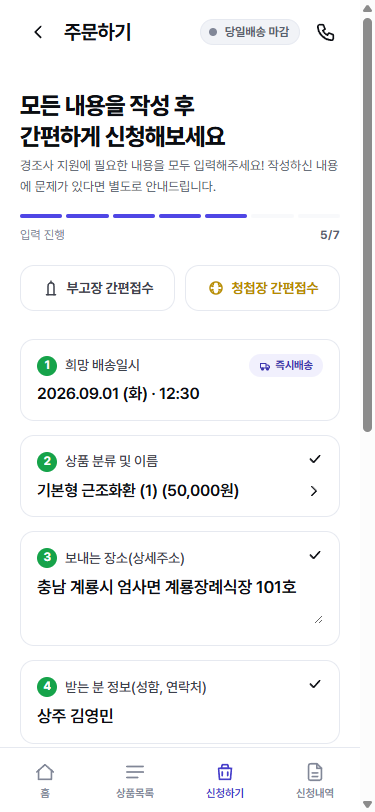 주문하기
당일배송 마감
모든 내용을 작성 후
간편하게 신청해보세요
경조사 지원에 필요한 내용을 모두 입력해주세요! 작성하신 내용
에 문제가 있다면 별도로 안내드립니다.
입력 진행
5/7
부고장 간편접수
청첩장 간편접수
1 희망 배송일시
즉시배송
2026.09.01 (화) · 12:30
2 상품 분류 및 이름
기본형 근조화환 (1) (50,000원)
3 보내는 장소(상세주소)
충남 계룡시 엄사면 계룡장례식장 101호
4 받는 분 정보(성함, 연락처)
상주 김영민
홈
상품목록
신청하기
신청내역